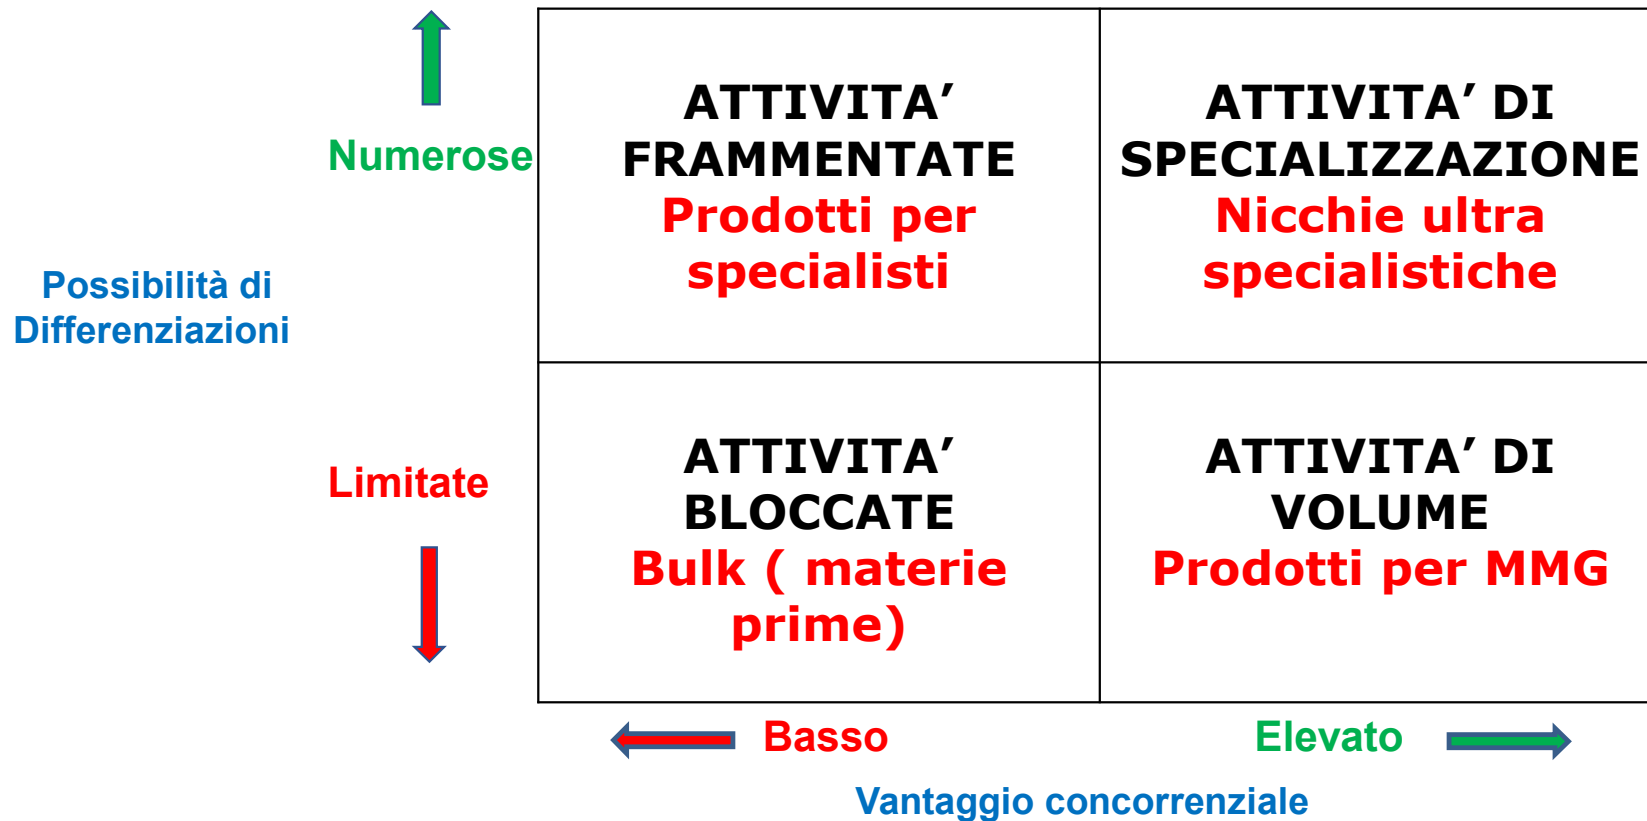 ATTIVITA’
FRAMMENTATE
Prodotti per
specialisti
ATTIVITA’ DI
SPECIALIZZAZIONE
Nicchie ultra
specialistiche
Numerose
Possibilità di
Differenziazioni
Limitate
ATTIVITA’
BLOCCATE
Bulk ( materie
prime)
ATTIVITA’ DI
VOLUME
Prodotti per MMG
Basso
Elevato
Vantaggio concorrenziale